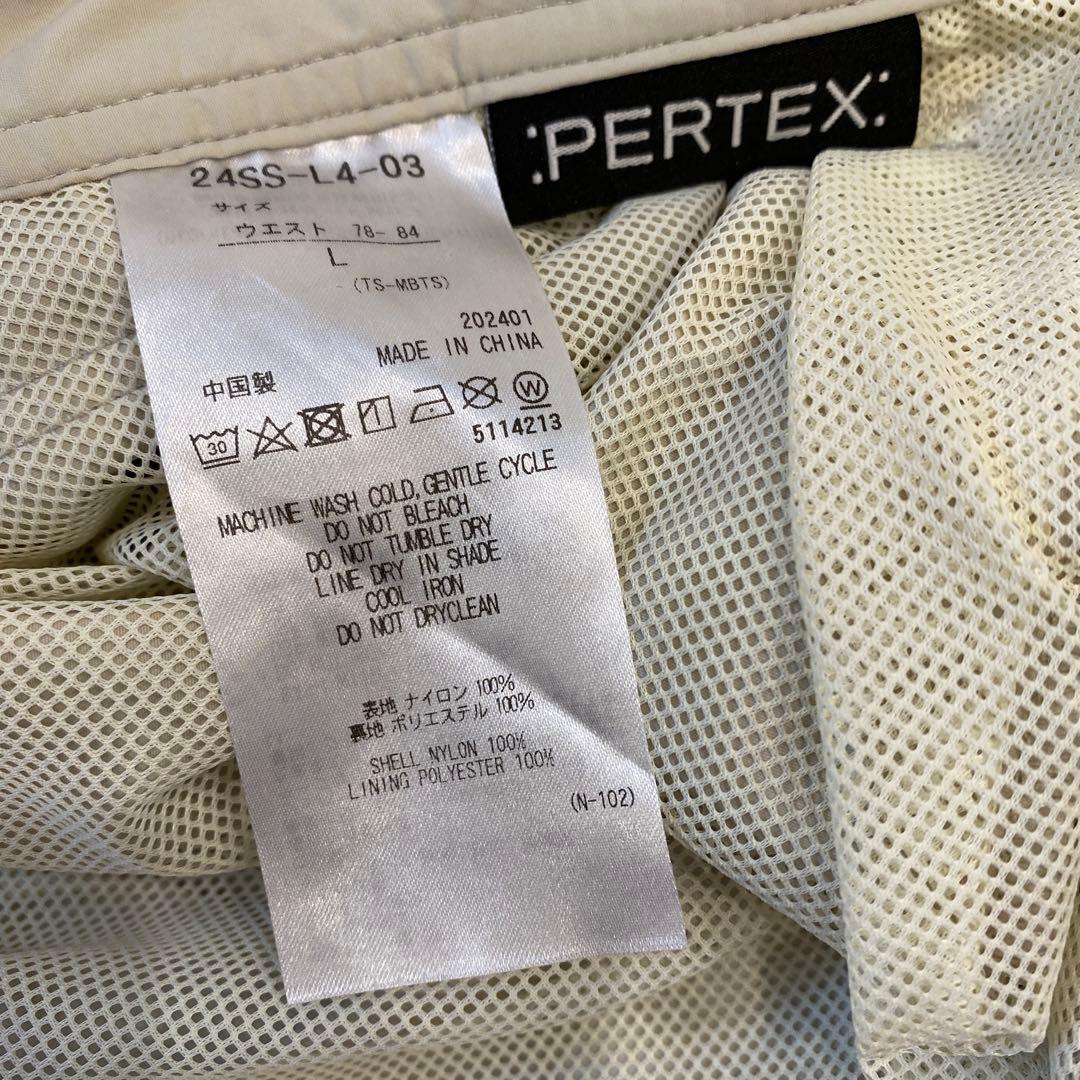 :PERTEX:
24SS-L4-03
サイズ
ウエスト 78- 84
L
(TS-MBTS)
202401
MADE IN CHINA
中国製
30 W
5114213
MACHINE WASH COLD, GENTLE CYCLE
DO NOT BLEACH
DO NOT TUMBLE DRY
LINE DRY IN SHADE
COOL IRON
DO NOT DRYCLEAN
表地 ナイロン 100%
裏地 ポリエステル 100%
SHELL NYLON 100%
LINING POLYESTER 100%
(N-102)